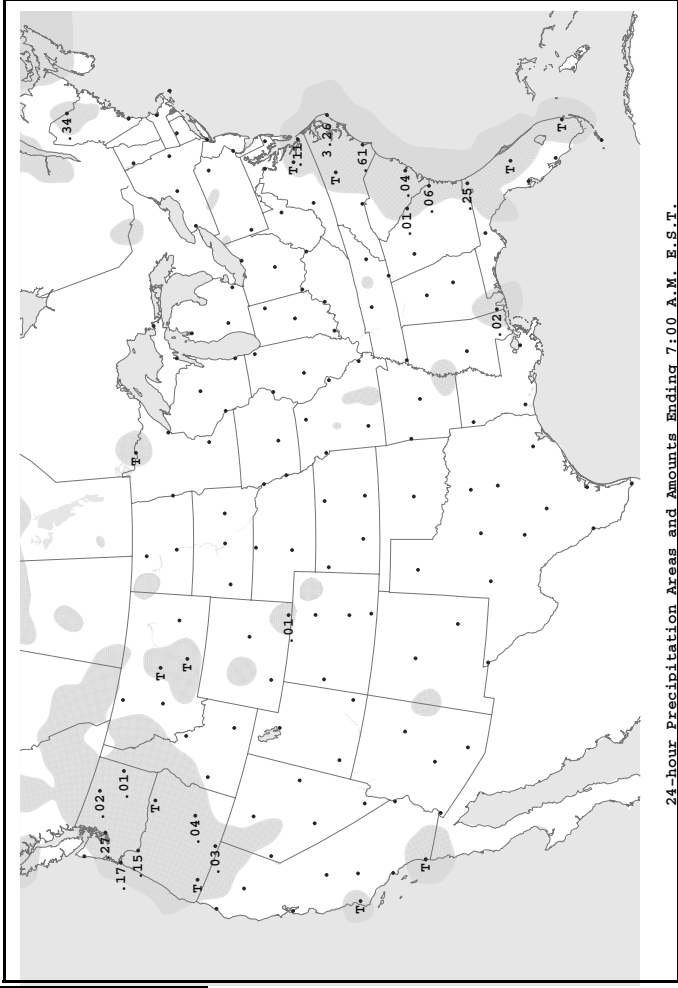 .34
.02
.27
.17
.01
T
.15
T
T
T
.04
T
.03
.01
T .11
3.26
T
T
.61
.04
.01
T
.06
.25
.02
T
T
24-hour Precipitation Areas and Amounts Ending 7:00 A.M. E.S.T.